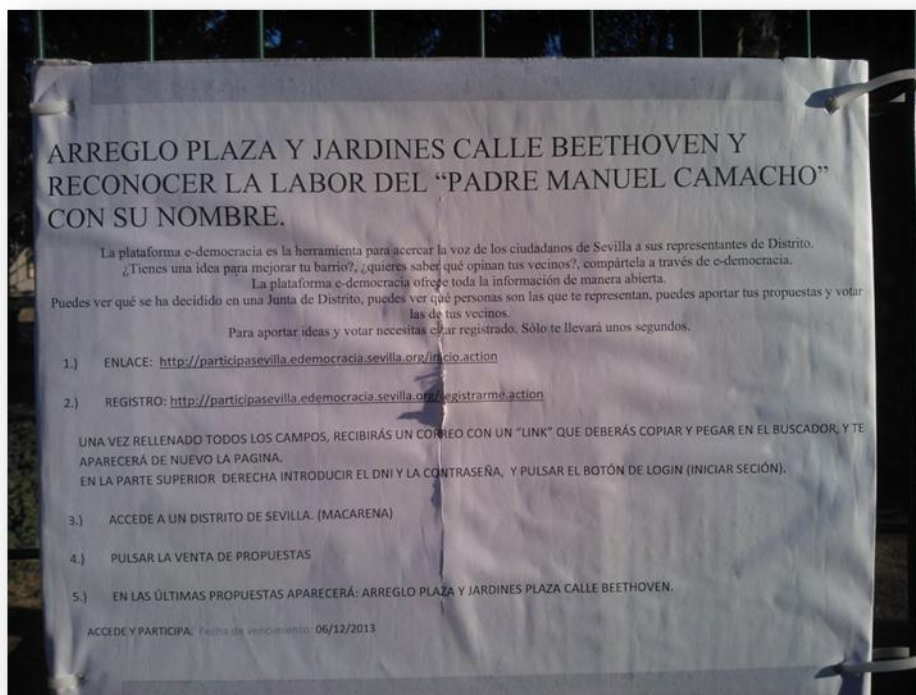 ARREGLO PLAZA Y JARDINES CALLE BEETHOVEN Y
RECONOCER LA LABOR DEL “PADRE MANUEL CAMACHO”
CON SU NOMBRE.
La plataforma e-democracia es la herramienta para acercar la voz de los ciudadanos de Sevilla a sus representantes de Distrito.
¿Tienes una idea para mejorar tu barrio?, ¿quieres saber qué opinan tus vecinos?, compártela a través de e-democracia.
La plataforma e-democracia ofrece toda la información de manera abierta.
Puedes ver qué se ha decidido en una Junta de Distrito, puedes ver qué personas son las que te representan, puedes aportar tus propuestas y votar
las de tus vecinos.
Para aportar ideas y votar necesitas estar registrado. Sólo te llevará unos segundos.
1.) ENLACE: http://participasevilla.edemocracia.sevilla.org/inicio.action
2.) REGISTRO: http://participasevilla.edemocracia.sevilla.org/registrarme.action
UNA VEZ RELLENADO TODOS LOS CAMPOS, RECIBIRÁS UN CORREO CON UN “LINK” QUE DEBERÁS COPIAR Y PEGAR EN EL BUSCADOR, Y TE
APARECERÁ DE NUEVO LA PAGINA.
EN LA PARTE SUPERIOR DERECHA INTRODUCIR EL DNI Y LA CONTRASEÑA, Y PULSAR EL BOTÓN DE LOGIN (INICIAR SECIÓN).
3.) ACCEDE A UN DISTRITO DE SEVILLA. (MACARENA)
4.) PULSAR LA VENTA DE PROPUESTAS
5.) EN LAS ÚLTIMAS PROPUESTAS APARECERÁ: ARREGLO PLAZA Y JARDINES PLAZA CALLE BEETHOVEN.
ACCEDE Y PARTICIPA; Fecha de vencimiento: 06/12/2013